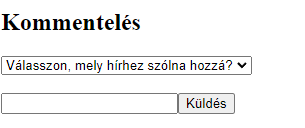 Kommentelés
Válasszon, mely hírhez szólna hozzá?
Küldés